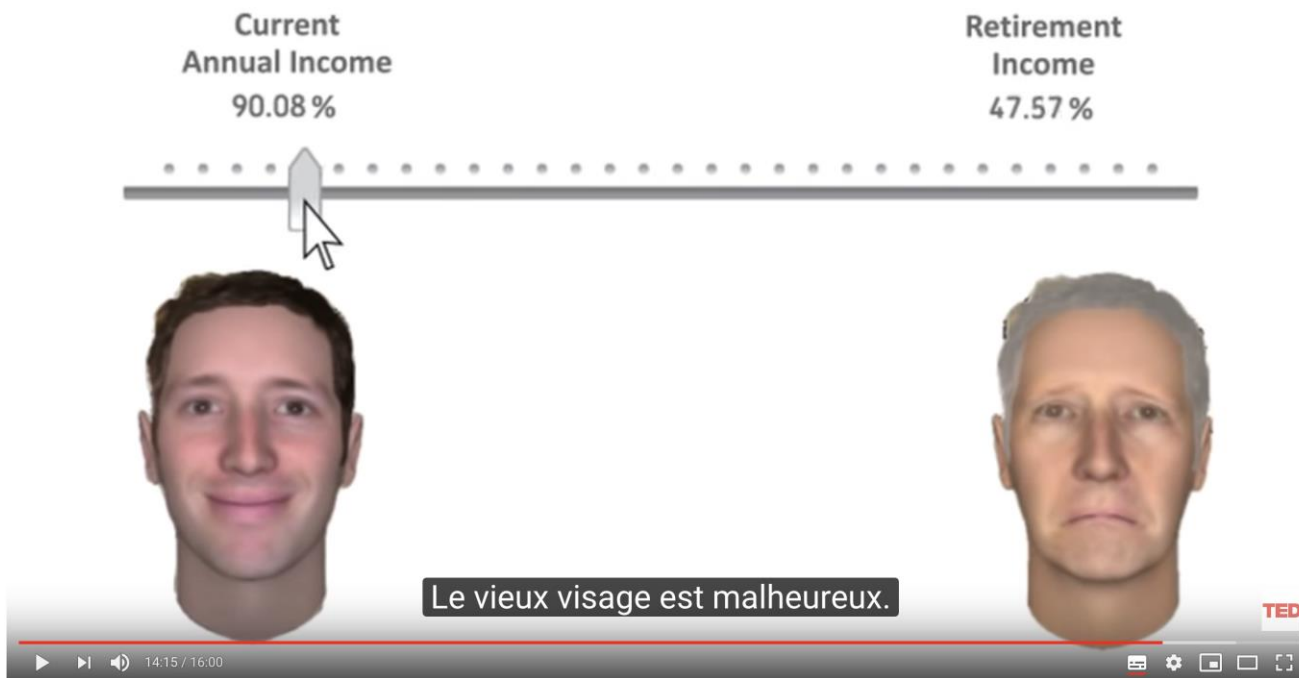 Current
Annual Income
90.08 %
Retirement
Income
47.57 %
Le vieux visage est malheureux.
TED
14:15 / 16:00